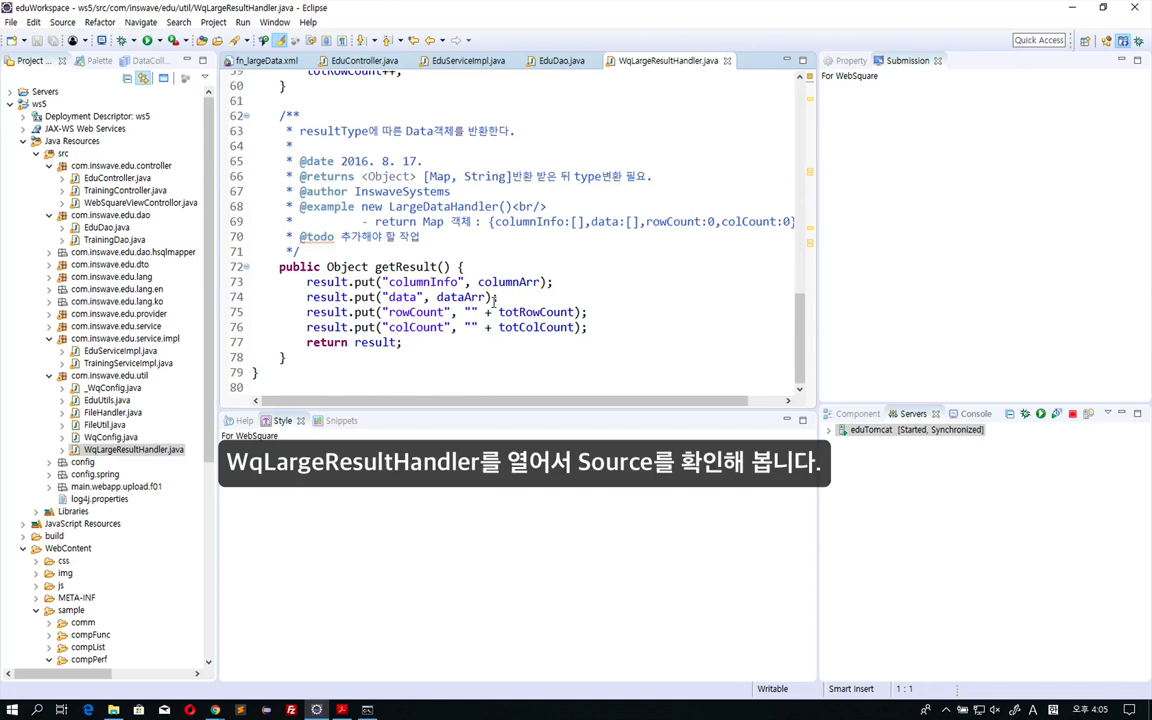 eduWorkspace - ws5/src/com/inswave/edu/util/WqLargeResultHandler.java - Eclipse
File Edit Source Refactor Navigate Search Project Run Window Help
Quick Access
Project ...
Palette
DataColl...
fn_largeData.xml
EduController.java
EduServiceImpl.java
EduDao.java
WqLargeResultHandler.java
Property
Submission
For WebSquare
Servers
ws5
Deployment Descriptor: ws5
JAX-WS Web Services
Java Resources
src
com.inswave.edu.controller
EduController.java
TrainingController.java
WebSquareViewController.java
com.inswave.edu.dao
EduDao.java
TrainingDao.java
com.inswave.edu.dao.hsqlmapper
com.inswave.edu.dto
com.inswave.edu.lang
com.inswave.edu.lang.en
com.inswave.edu.lang.ko
com.inswave.edu.provider
com.inswave.edu.service
com.inswave.edu.service.impl
EduServiceImpl.java
TrainingServiceImpl.java
com.inswave.edu.util
_WqConfig.java
EduUtils.java
FileHandler.java
FileUtil.java
WqConfig.java
WqLargeResultHandler.java
config
config.spring
main.webapp.upload.f01
log4j.properties
Libraries
JavaScript Resources
build
WebContent
css
img
js
META-INF
sample
comm
compFunc
compList
compPerf
59 totRowCount++;
60 }
61
62 /**
63 * resultType에 따른 Data객체를 반환한다.
64 *
65 * @date 2016. 8. 17.
66 * @returns <Object> [Map, String]반환 받은 뒤 type변환 필요.
67 * @author InswaveSystems
68 * @example new LargeDataHandler()<br/>
69 * - return Map 객체 : {columnInfo:[],data:[],rowCount:0,colCount:0}
70 * @todo 추가해야 할 작업
71 */
72 public Object getResult() {
73 result.put("columnInfo", columnArr);
74 result.put("data", dataArr);
75 result.put("rowCount", "" + totRowCount);
76 result.put("colCount", "" + totColCount);
77 return result;
78 }
79 }
80
Help
Style
Snippets
For WebSquare
WqLargeResultHandler를 열어서 Source를 확인해 봅니다.
Component
Servers
Console
eduTomcat [Started, Synchronized]
Writable
Smart Insert
1 : 1
A
한
오후 4:05